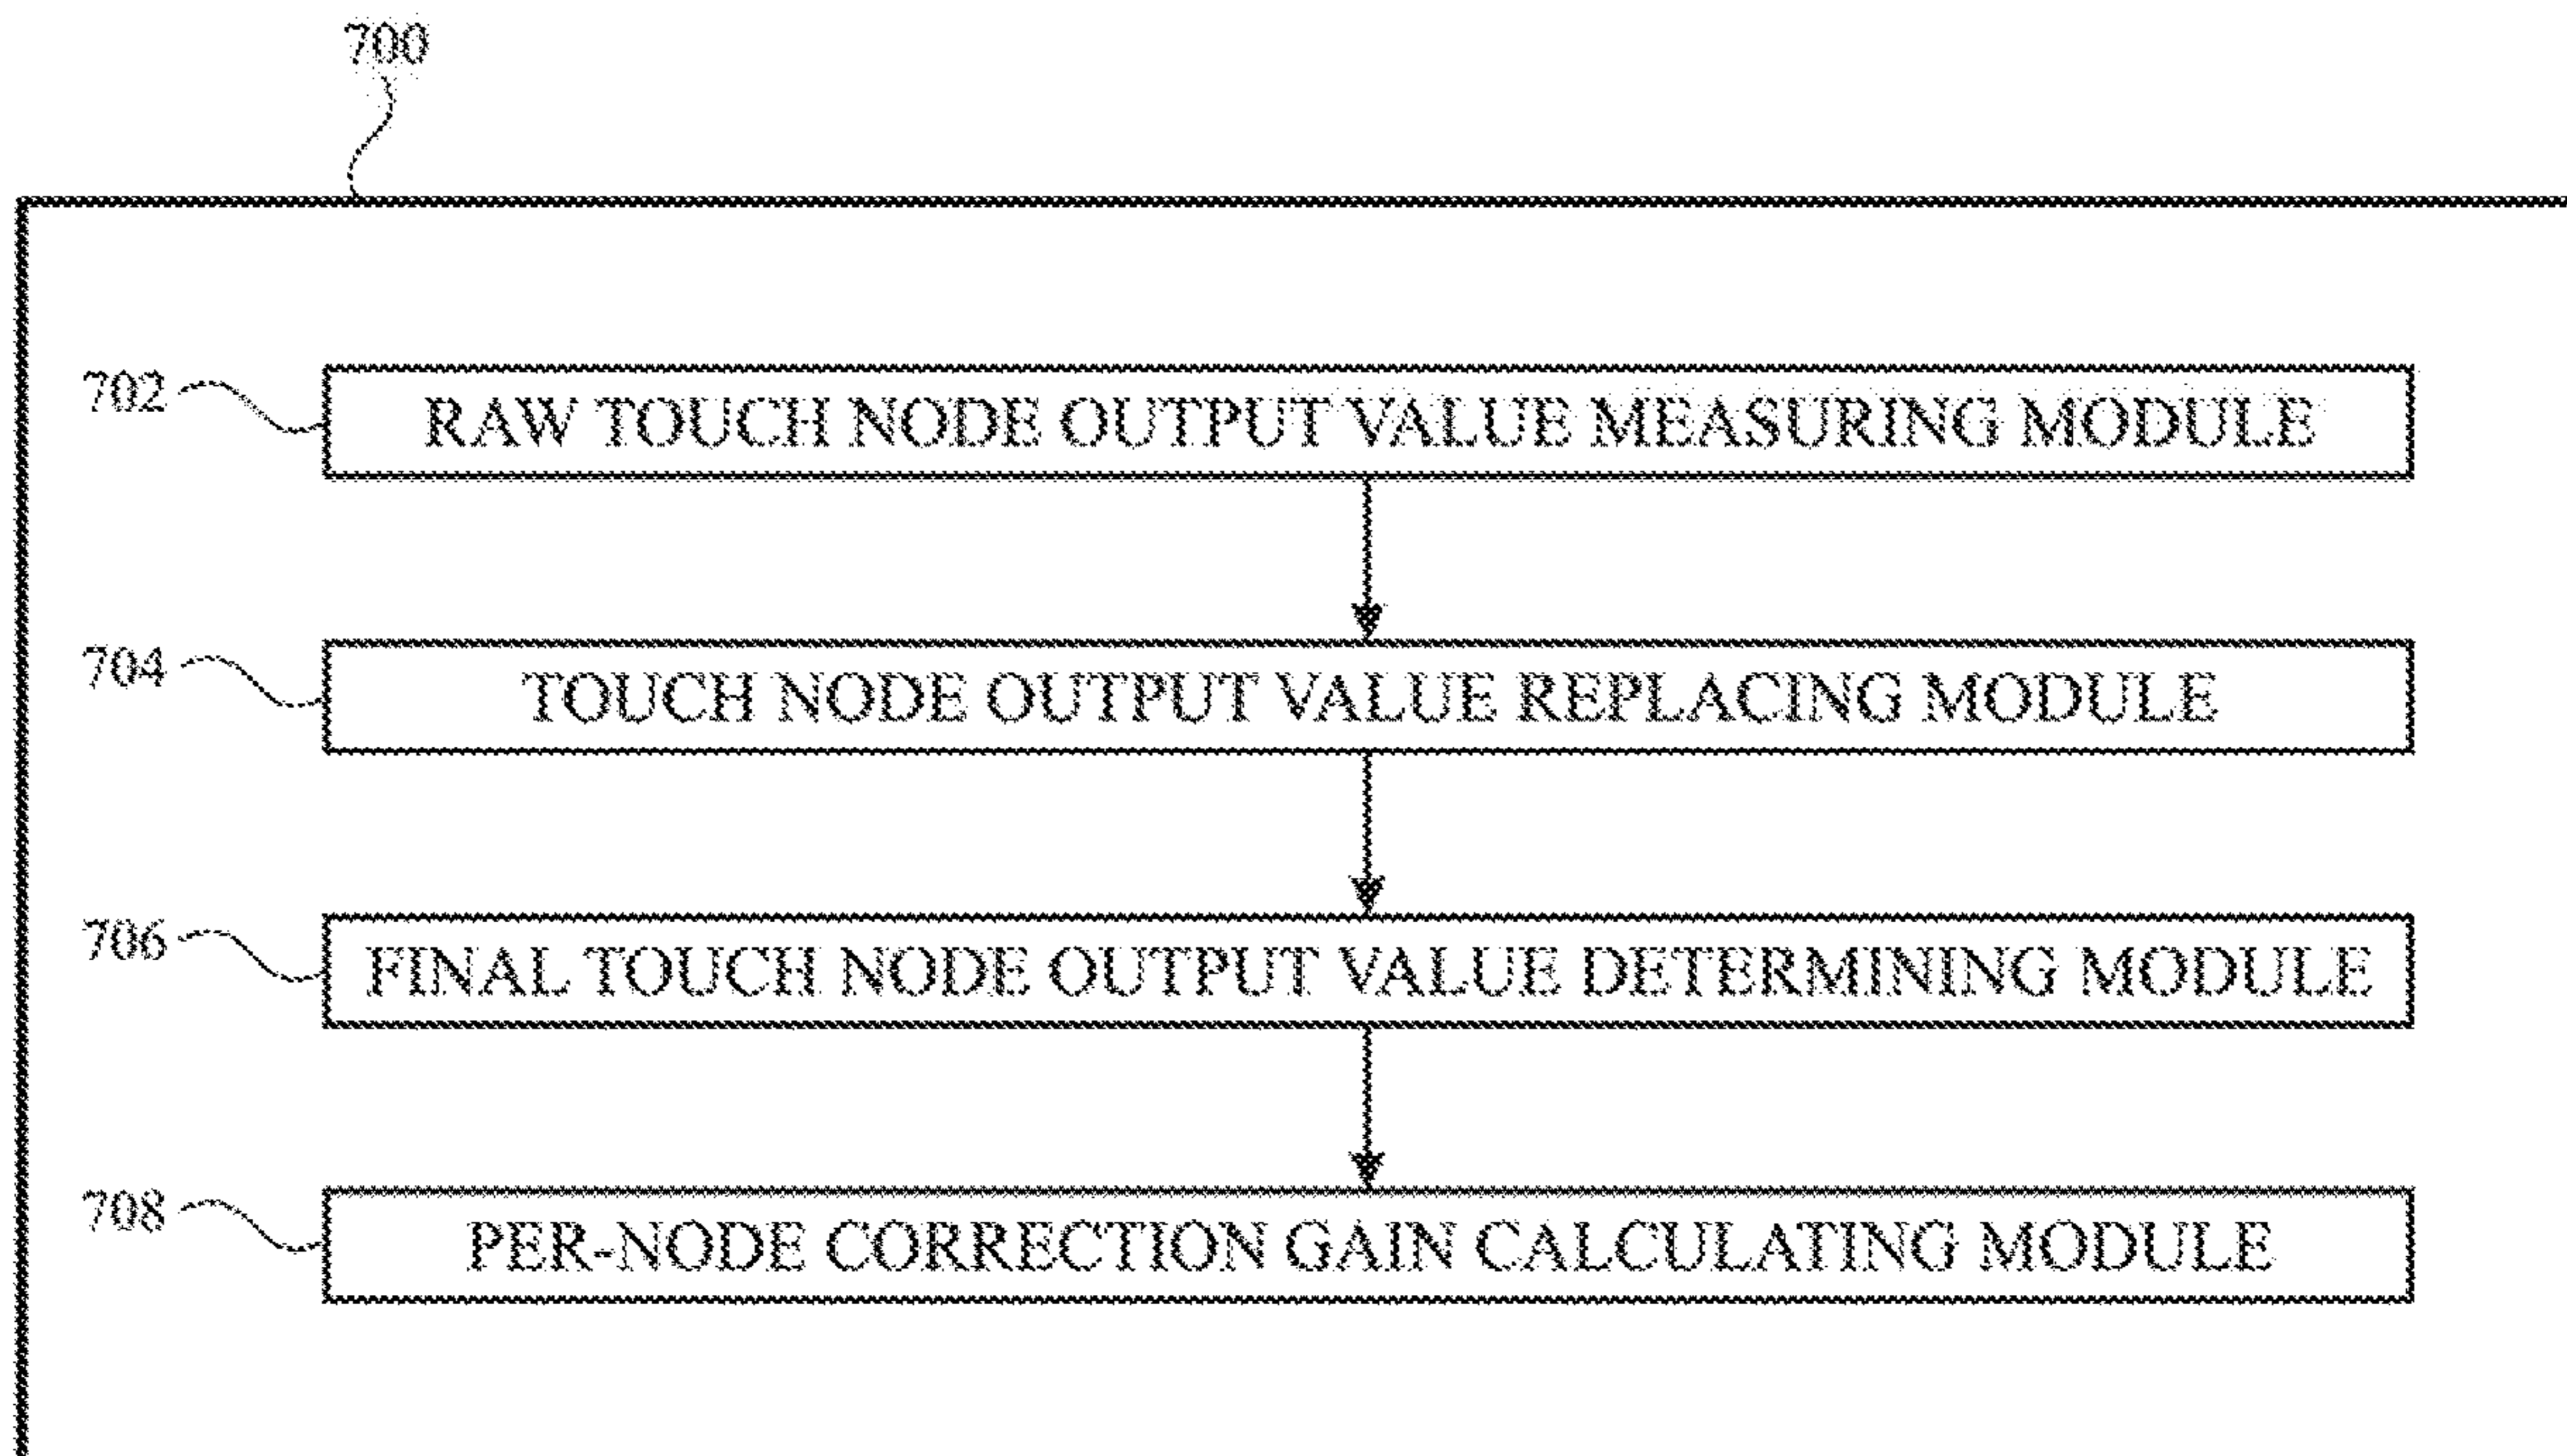 700
702 RAW TOUCH NODE OUTPUT VALUE MEASURING MODULE
704 TOUCH NODE OUTPUT VALUE REPLACING MODULE
706 FINAL TOUCH NODE OUTPUT VALUE DETERMINING MODULE
708 PER-NODE CORRECTION GAIN CALCULATING MODULE